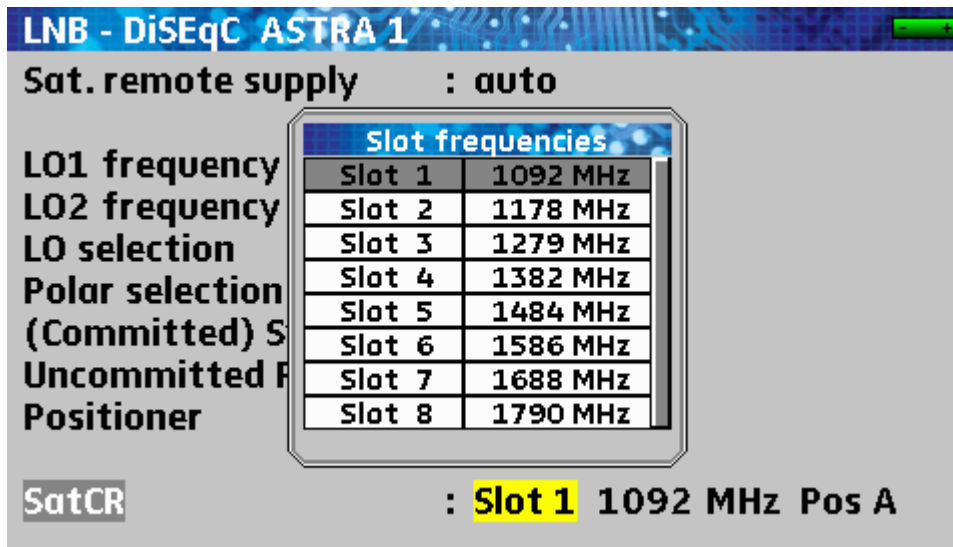 LNB - DiSEqC ASTRA 1
- +
Sat. remote supply : auto
LO1 frequency
LO2 frequency
LO selection
Polar selection
(Committed)
Uncommitted
Positioner
Slot frequencies
Slot 1 1092 MHz
Slot 2 1178 MHz
Slot 3 1279 MHz
Slot 4 1382 MHz
Slot 5 1484 MHz
Slot 6 1586 MHz
Slot 7 1688 MHz
Slot 8 1790 MHz
SatCR : Slot 1 1092 MHz Pos A